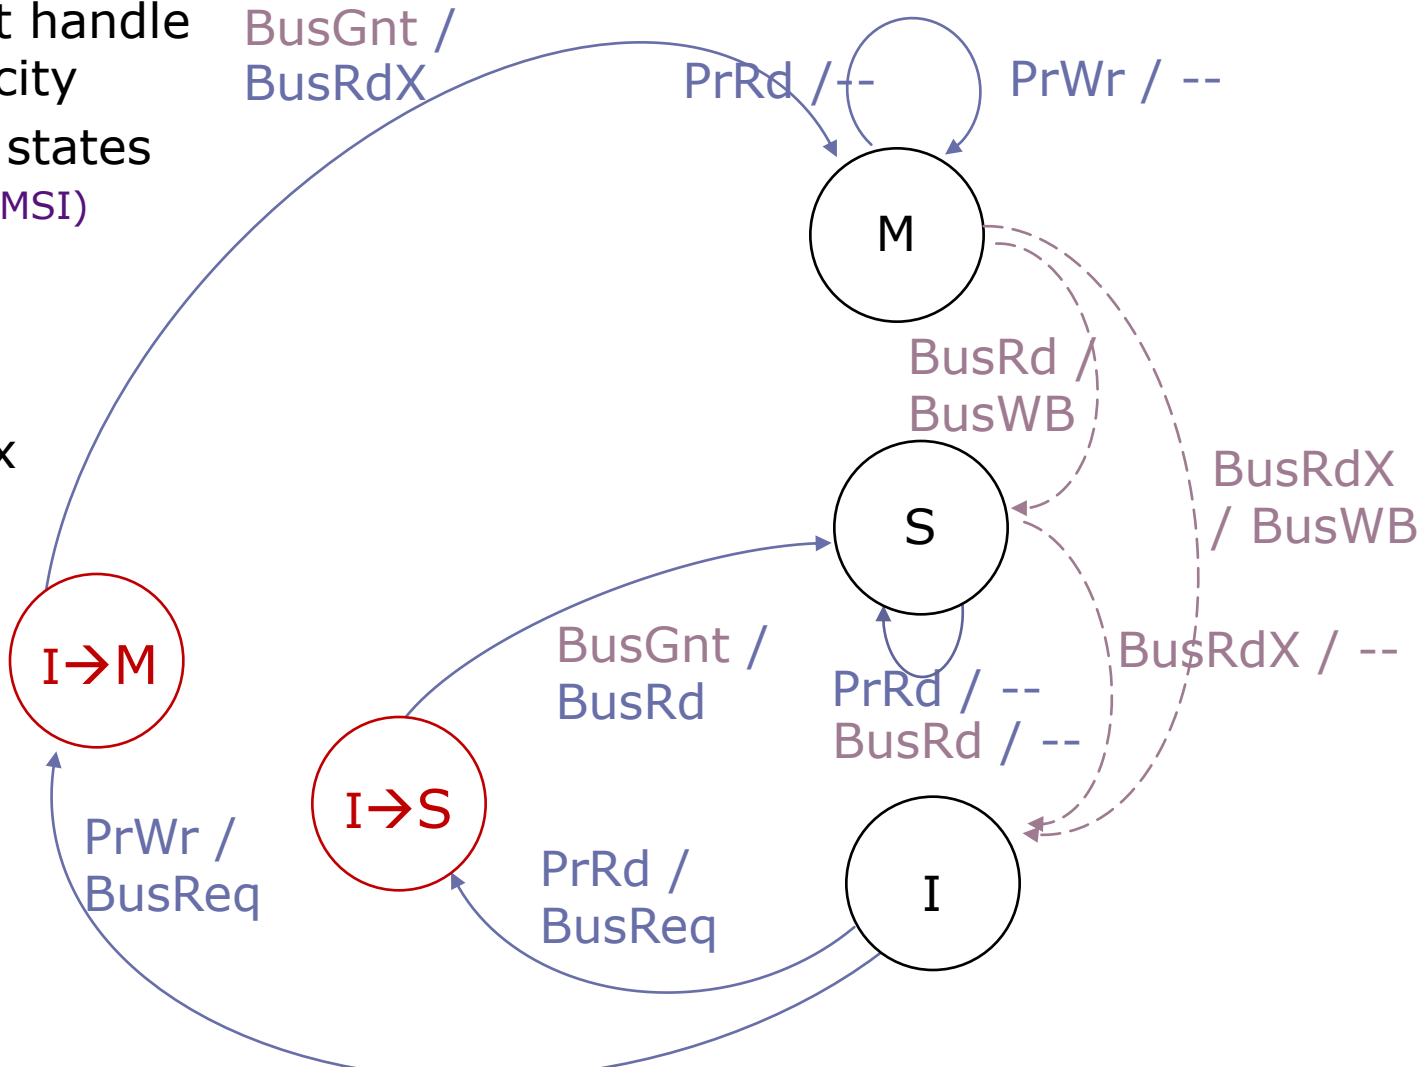 t handle
city
states
MSI)
x
BusGnt /
BusRdX
PrRd /--
PrWr / --
M
BusRd /
BusWB
BusRdX
/ BusWB
S
BusGnt /
BusRd
PrRd / --
BusRd / --
BusRdX / --
I→M
I→S
PrWr /
BusReq
PrRd /
BusReq
I